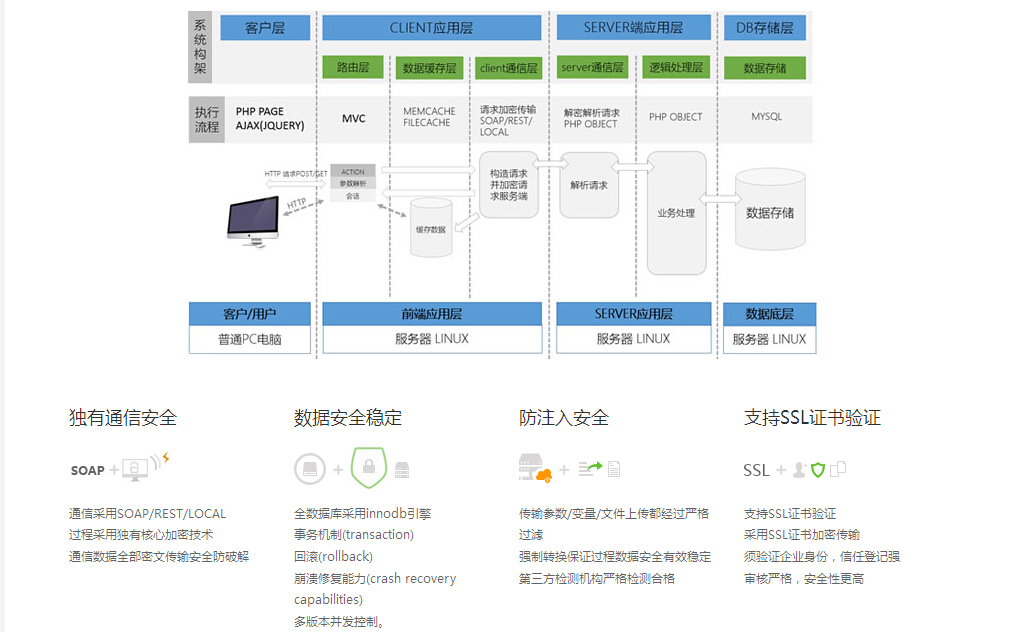 系统构架
客户层
CLIENT应用层
SERVER端应用层
DB存储层
路由层
数据缓存层
client通信层
server通信层
逻辑处理层
数据存储
执行
流程
PHP PAGE
AJAX(JQUERY)
MVC
MEMCACHE
FILECACHE
请求加密传输
SOAP/REST/
LOCAL
解密解析请求
PHP OBJECT
PHP OBJECT
MYSQL
HTTP 请求POST/GET
HTTP
ACTION
参数解析
会话
缓存数据
构造请求
并加密请
求服务端
解析请求
业务处理
数据存储
客户/用户
前端应用层
SERVER应用层
数据底层
普通PC电脑
服务器 LINUX
服务器 LINUX
服务器 LINUX
独有通信安全
SOAP
通信采用SOAP/REST/LOCAL
过程采用独有核心加密技术
通信数据全部密文传输安全防破解
数据安全稳定
全数据库采用innodb引擎
事务机制(transaction)
回滚(rollback)
崩溃修复能力(crash recovery
capabilities)
多版本并发控制。
防注入安全
传输参数/变量/文件上传都经过严格
过滤
强制转换保证过程数据安全有效稳定
第三方检测机构严格检测合格
支持SSL证书验证
SSL
支持SSL证书验证
采用SSL证书加密传输
须验证企业身份，信任登记强
审核严格，安全性更高